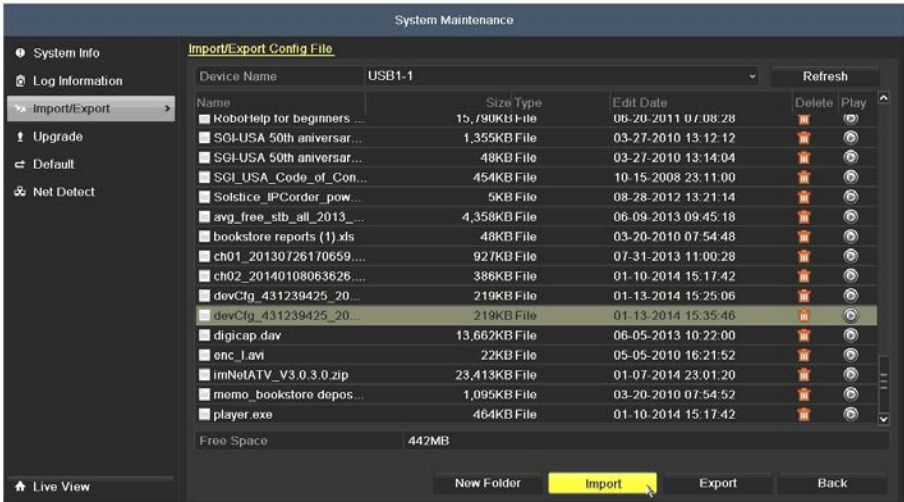 System Maintenance
System Info
Log Information
Import/Export >
Upgrade
Default
Net Detect
Live View
Import/Export Config File
Device Name USB1-1 Refresh
Name Size Type Edit Date Delete Play
RoboHelp for beginners ... 15,790KB File 06-20-2011 07:08:28
SGI-USA 50th aniversar... 1,355KB File 03-27-2010 13:12:12
SGI-USA 50th aniversar... 48KB File 03-27-2010 13:14:04
SGI_USA_Code_of_Con... 454KB File 10-15-2008 23:11:00
Solstice_IPCorder_pow... 5KB File 08-28-2012 13:21:14
avg_free_stb_all_2013_... 4,358KB File 06-09-2013 09:45:18
bookstore reports (1).xls 48KB File 03-20-2010 07:54:48
ch01_20130726170659.... 927KB File 07-31-2013 11:00:28
ch02_20140108063626.... 386KB File 01-10-2014 15:17:42
devCfg_431239425_20... 219KB File 01-13-2014 15:25:06
devCfg_431239425_20... 219KB File 01-13-2014 15:35:46
digicap.dav 13,662KB File 06-05-2013 10:22:00
enc_l.avi 22KB File 05-05-2010 16:21:52
imNetATV_V3.0.3.0.zip 23,413KB File 01-07-2014 23:01:20
memo_bookstore depos... 1,095KB File 03-20-2010 07:54:52
player.exe 464KB File 01-10-2014 15:17:42
Free Space 442MB
New Folder Import Export Back